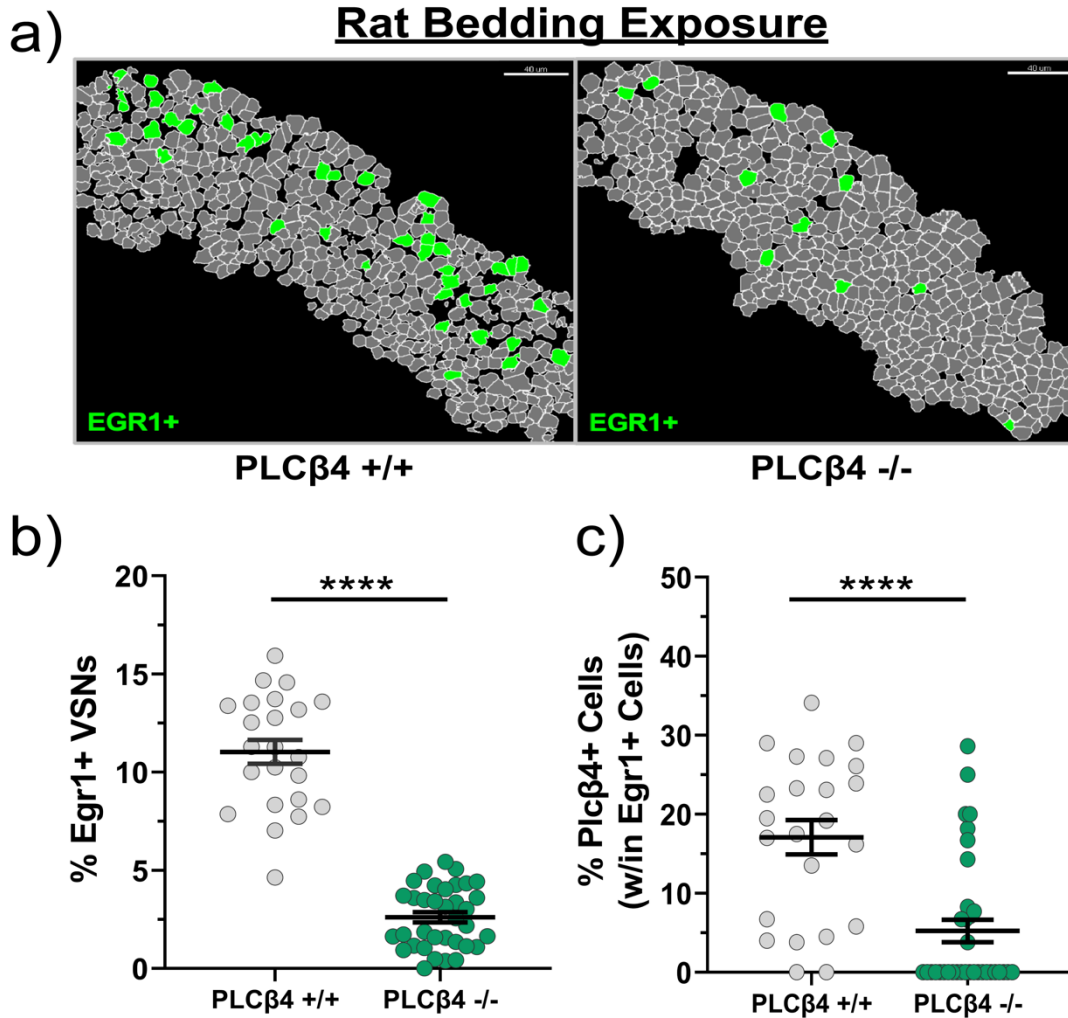 Rat Bedding Exposure
a)
40 um
40 um
EGR1+
PLCβ4 +/+
PLCβ4 -/-
b)
% Egr1+ VSNs
20
15
10
5
0
****
PLCβ4 +/+
PLCβ4 -/-
c)
% Plcβ4+ Cells
(w/in Egr1+ Cells)
50
40
30
20
10
0
****
PLCβ4 +/+
PLCβ4 -/-